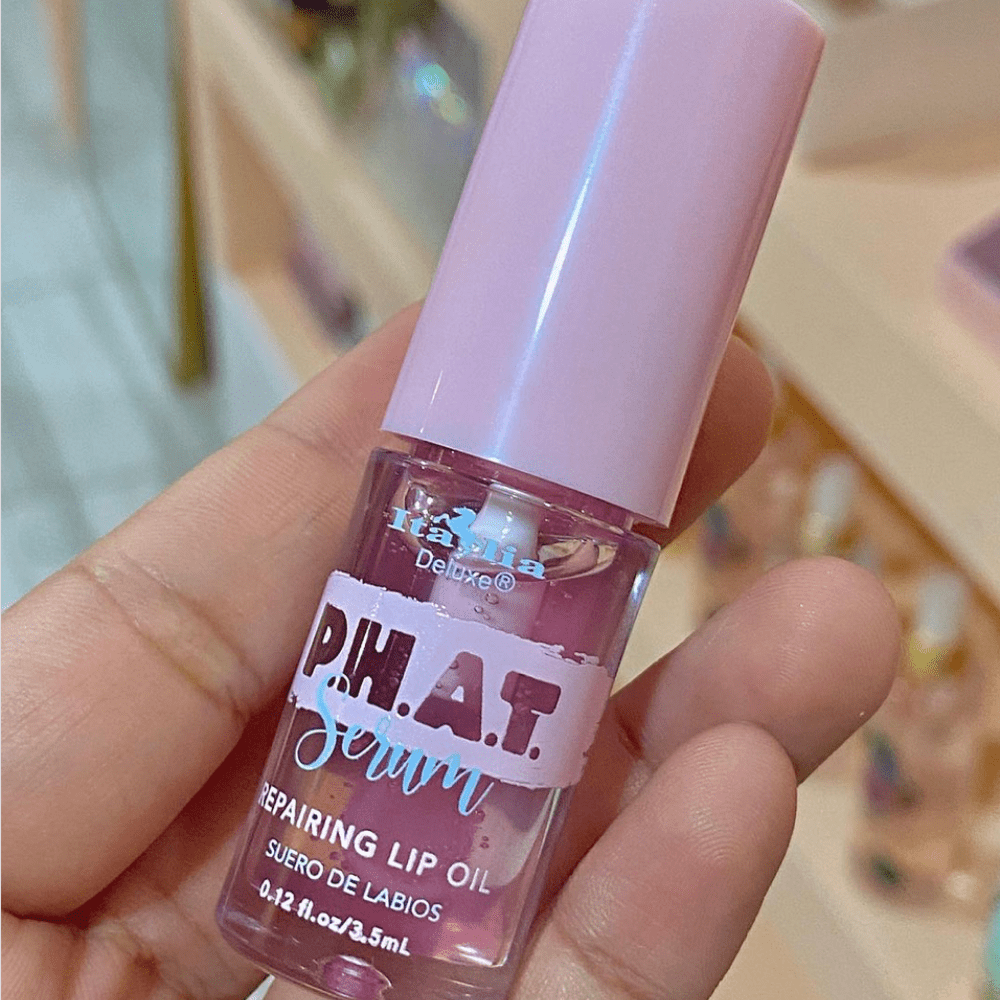 Italia
Deluxe®
P.H.A.T.
Serum
REPAIRING LIP OIL
SUERO DE LABIOS
0.12 fl.oz/3.5mL